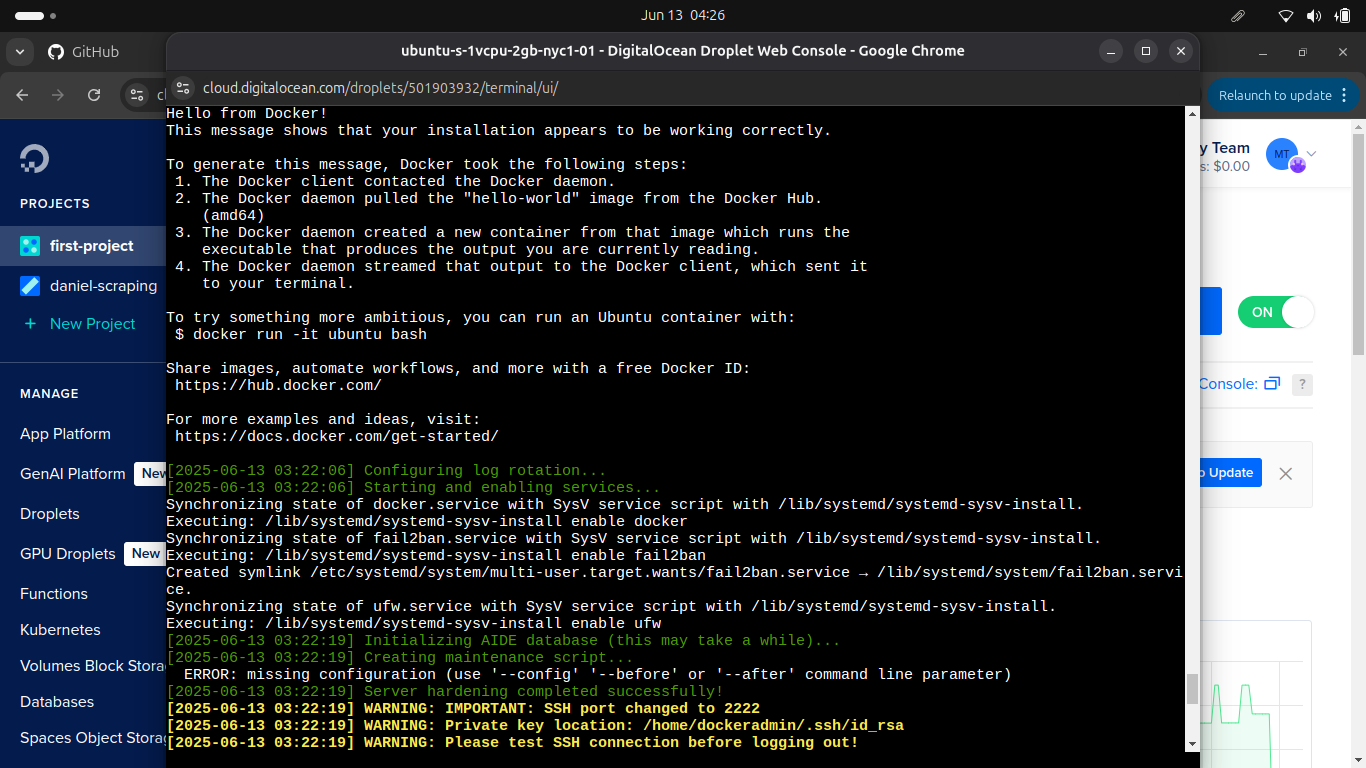 Jun 13 04:26
GitHub
ubuntu-s-1vcpu-2gb-nyc1-01 - DigitalOcean Droplet Web Console - Google Chrome
cloud.digitalocean.com/droplets/501903932/terminal/ui/
Relaunch to update
PROJECTS
first-project
daniel-scraping
+ New Project
MANAGE
App Platform
GenAI Platform
New
Droplets
GPU Droplets
New
Functions
Kubernetes
Volumes Block Stora
Databases
Spaces Object Storag
Hello from Docker!
This message shows that your installation appears to be working correctly.
To generate this message, Docker took the following steps:
1. The Docker client contacted the Docker daemon.
2. The Docker daemon pulled the "hello-world" image from the Docker Hub.
(amd64)
3. The Docker daemon created a new container from that image which runs the
executable that produces the output you are currently reading.
4. The Docker daemon streamed that output to the Docker client, which sent it
to your terminal.
To try something more ambitious, you can run an Ubuntu container with:
$ docker run -it ubuntu bash
Share images, automate workflows, and more with a free Docker ID:
https://hub.docker.com/
For more examples and ideas, visit:
https://docs.docker.com/get-started/
[2025-06-13 03:22:06] Configuring log rotation...
[2025-06-13 03:22:06] Starting and enabling services...
Synchronizing state of docker.service with SysV service script with /lib/systemd/systemd-sysv-install.
Executing: /lib/systemd/systemd-sysv-install enable docker
Synchronizing state of fail2ban.service with SysV service script with /lib/systemd/systemd-sysv-install.
Executing: /lib/systemd/systemd-sysv-install enable fail2ban
Created symlink /etc/systemd/system/multi-user.target.wants/fail2ban.service → /lib/systemd/system/fail2ban.servi
ce.
Synchronizing state of ufw.service with SysV service script with /lib/systemd/systemd-sysv-install.
Executing: /lib/systemd/systemd-sysv-install enable ufw
[2025-06-13 03:22:19] Initializing AIDE database (this may take a while)...
[2025-06-13 03:22:19] Creating maintenance script...
ERROR: missing configuration (use '--config' '--before' or '--after' command line parameter)
[2025-06-13 03:22:19] Server hardening completed successfully!
[2025-06-13 03:22:19] WARNING: IMPORTANT: SSH port changed to 2222
[2025-06-13 03:22:19] WARNING: Private key location: /home/dockeradmin/.ssh/id_rsa
[2025-06-13 03:22:19] WARNING: Please test SSH connection before logging out!
y Team
s: $0.00
MT
ON
Console:
?
o Update